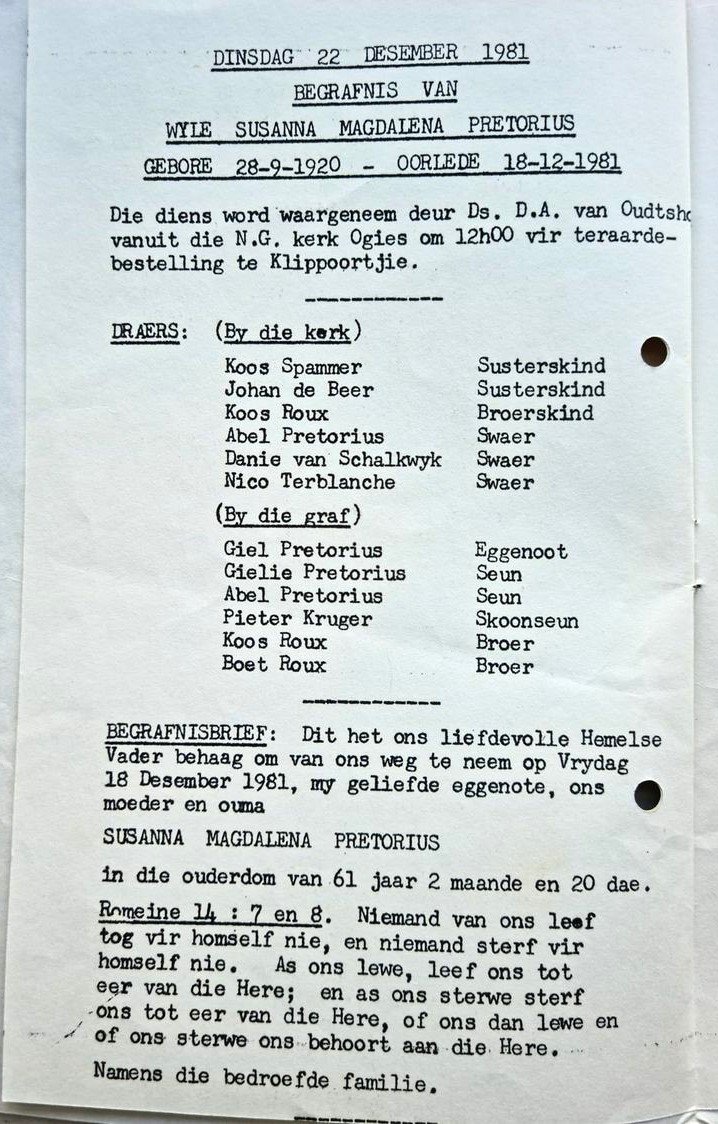 DINSDAG 22 DESEMBER 1981
BEGRAFNIS VAN
WYLE SUSANNA MAGDALENA PRETORIUS
GEBORE 28-9-1920 - OORLEDE 18-12-1981
Die diens word waargeneem deur Ds. D.A. van Oudtsho
vanuit die N.G. kerk Ogies om 12h00 vir teraarde-
bestelling te Klippoortjie.
DRAERS: (By die kerk)
Koos Spammer Susterskind
Johan de Beer Susterskind
Koos Roux Broerskind
Abel Pretorius Swaer
Danie van Schalkwyk Swaer
Nico Terblanche Swaer
(By die graf)
Giel Pretorius Eggenoot
Gielie Pretorius Seun
Abel Pretorius Seun
Pieter Kruger Skoonseun
Koos Roux Broer
Boet Roux Broer
BEGRAFNISBRIEF: Dit het ons liefdevolle Hemelse
Vader behaag om van ons weg te neem op Vrydag
18 Desember 1981, my geliefde eggenote, ons
moeder en ouma
SUSANNA MAGDALENA PRETORIUS
in die ouderdom van 61 jaar 2 maande en 20 dae.
Romeine 14 : 7 en 8. Niemand van ons leef
tog vir homself nie, en niemand sterf vir
homself nie. As ons lewe, leef ons tot
eer van die Here; en as ons sterwe sterf
ons tot eer van die Here, of ons dan lewe en
of ons sterwe ons behoort aan die Here.
Namens die bedroefde familie.